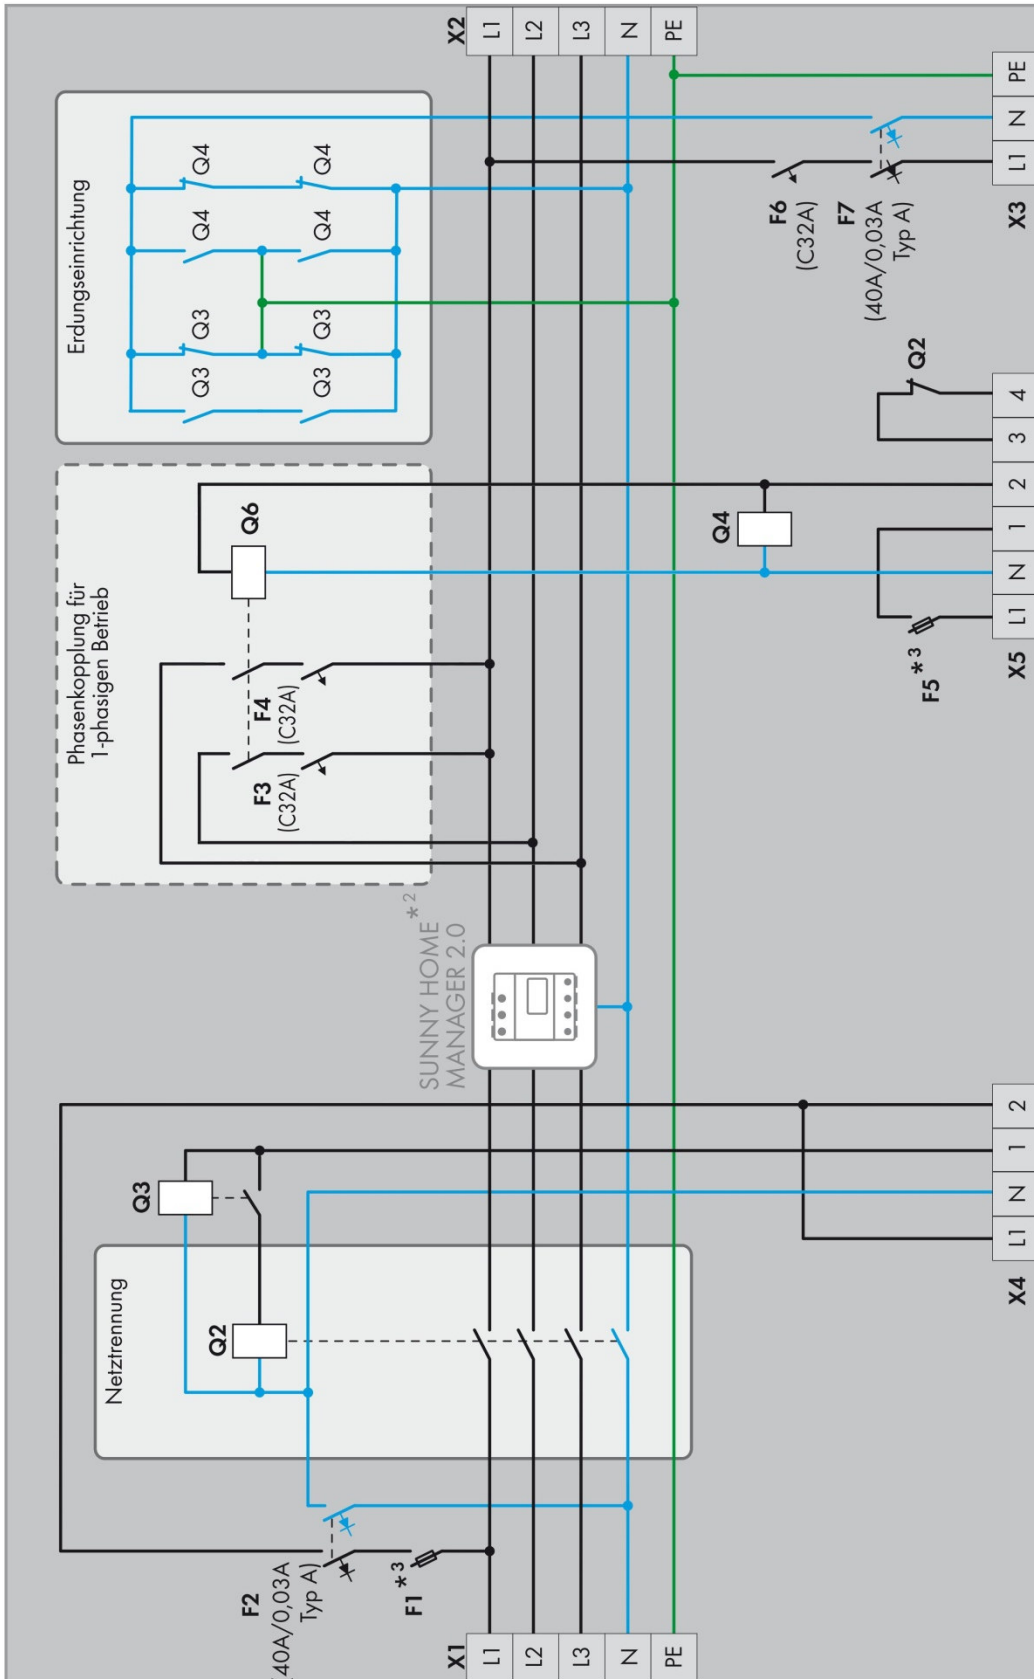 F2
40A/0,03A
Typ A)
F1 *3
X1
L1
L2
L3
N
PE
Netztrennung
Q2
Q3
SUNNY HOME
MANAGER 2.0 *2
Phasenkopplung für
1-phasigen Betrieb
F3
(C32A)
F4
(C32A)
Q6
Erdungseinrichtung
Q3
Q3
Q4
Q4
Q3
Q3
Q4
Q4
X2
L1
L2
L3
N
PE
X4
L1
N
1
2
F5 *3
Q4
Q2
X5
L1
N
1
2
3
4
F6
(C32A)
F7
(40A/0,03A
Typ A)
X3
L1
N
PE